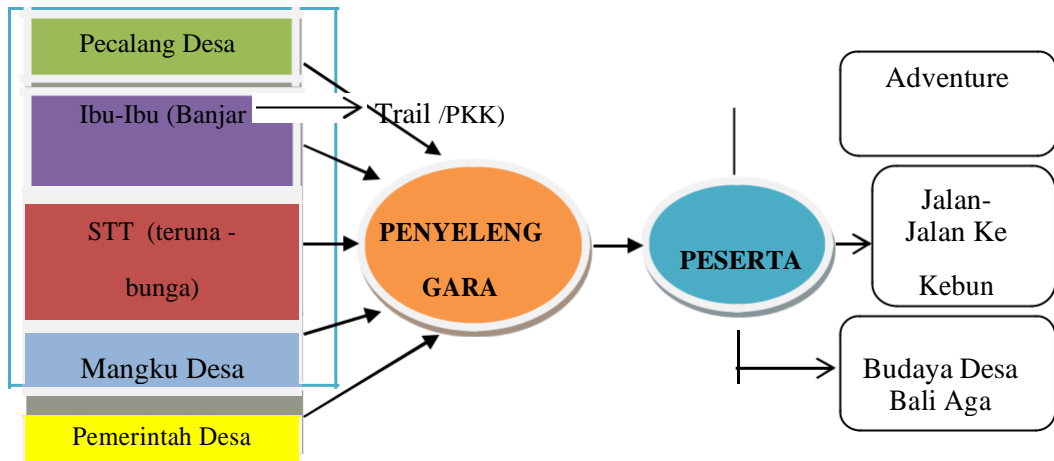 Pecalang Desa
Ibu-Ibu (Banjar
Trail /PKK)
STT (teruna -
bunga)
Mangku Desa
Pemerintah Desa
PENYELENG
GARA
PESERTA
Adventure
Jalan-
Jalan Ke
Kebun
Budaya Desa
Bali Aga